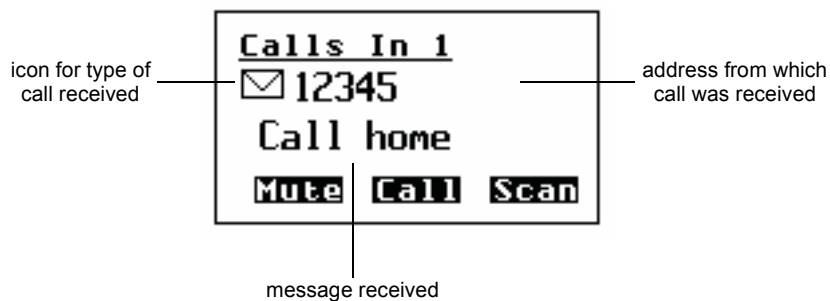 Calls In 1
icon for type of
call received
12345
address from which
call was received
Call home
Mute Call Scan
message received